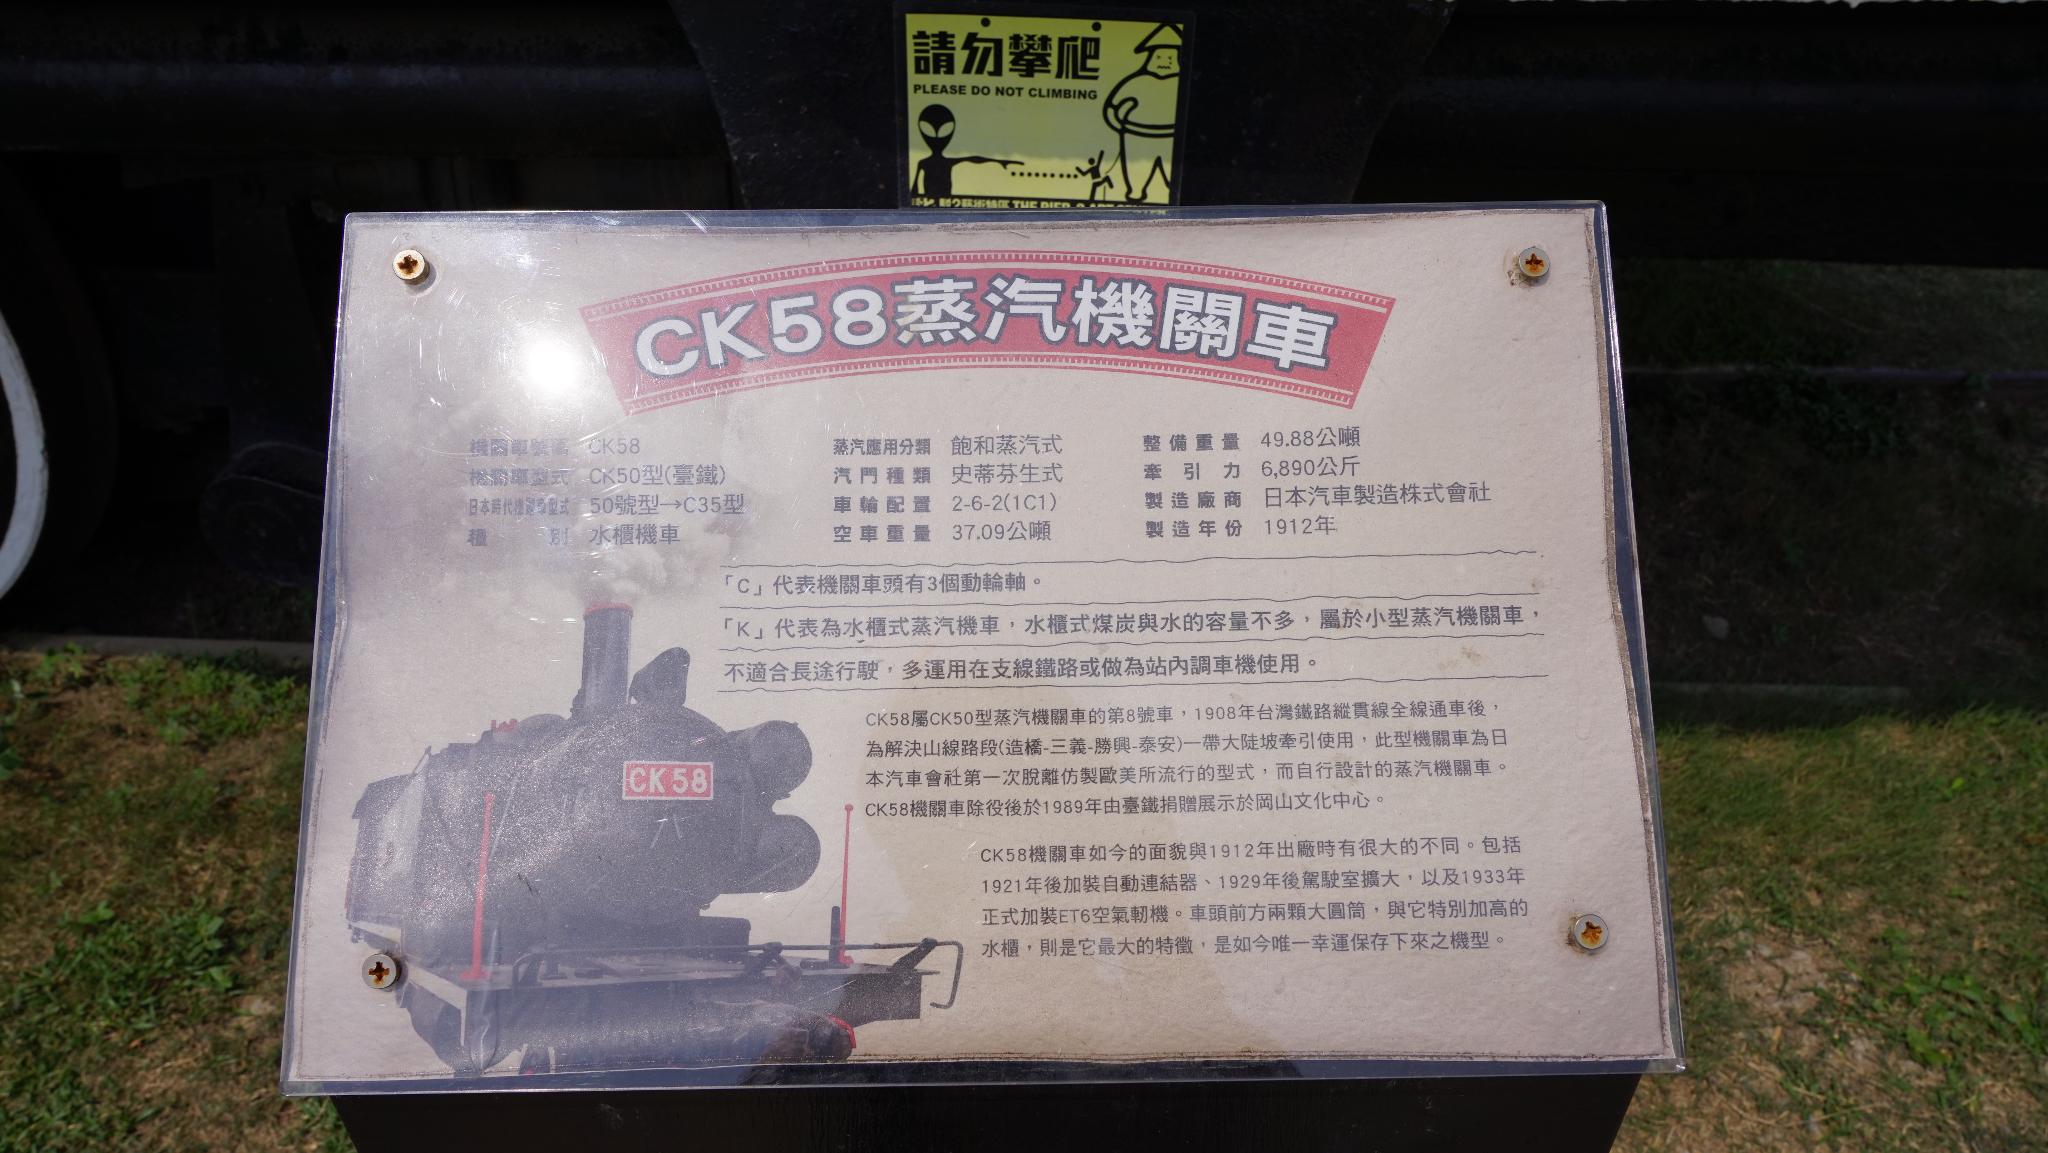 請勿攀爬
PLEASE DO NOT CLIMBING
CK58蒸汽機關車
機關車號碼 CK58
機關車型式 CK50型(臺鐵)
日本時代機關車型式 50號型→C35型
櫃別 水櫃機車
蒸汽應用分類 飽和蒸汽式
汽門種類 史蒂芬生式
車輪配置 2-6-2(1C1)
空車重量 37.09公噸
整備重量 49.88公噸
牽引力 6,890公斤
製造廠商 日本汽車製造株式會社
製造年份 1912年
「C」代表機關車頭有3個動輪軸。
「K」代表為水櫃式蒸汽機車，水櫃式煤炭與水的容量不多，屬於小型蒸汽機關車，
不適合長途行駛，多運用在支線鐵路或做為站內調車機使用。
CK58屬CK50型蒸汽機關車的第8號車，1908年台灣鐵路縱貫線全線通車後，
為解決山線路段(造橋-三義-勝興-泰安)一帶大陡坡牽引使用，此型機關車為日
本汽車會社第一次脫離仿製歐美所流行的型式，而自行設計的蒸汽機關車。
CK58機關車除役後於1989年由臺鐵捐贈展示於岡山文化中心。
CK58機關車如今的面貌與1912年出廠時有很大的不同。包括
1921年後加裝自動連結器、1929年後駕駛室擴大，以及1933年
正式加裝ET6空氣軔機。車頭前方兩顆大圓筒，與它特別加高的
水櫃，則是它最大的特徵，是如今唯一幸運保存下來之機型。
CK58